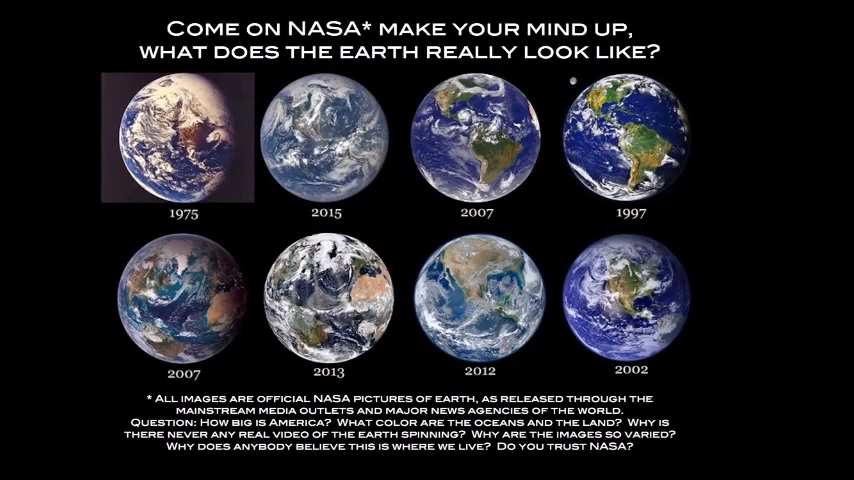 Come on NASA* make your mind up,
what does the earth really look like?
1975
2015
2007
1997
2007
2013
2012
2002
* All images are official NASA pictures of earth, as released through the
mainstream media outlets and major news agencies of the world.
Question: How big is America? What color are the oceans and the land? Why is
there never any real video of the earth spinning? Why are the images so varied?
Why does anybody believe this is where we live? Do you trust NASA?